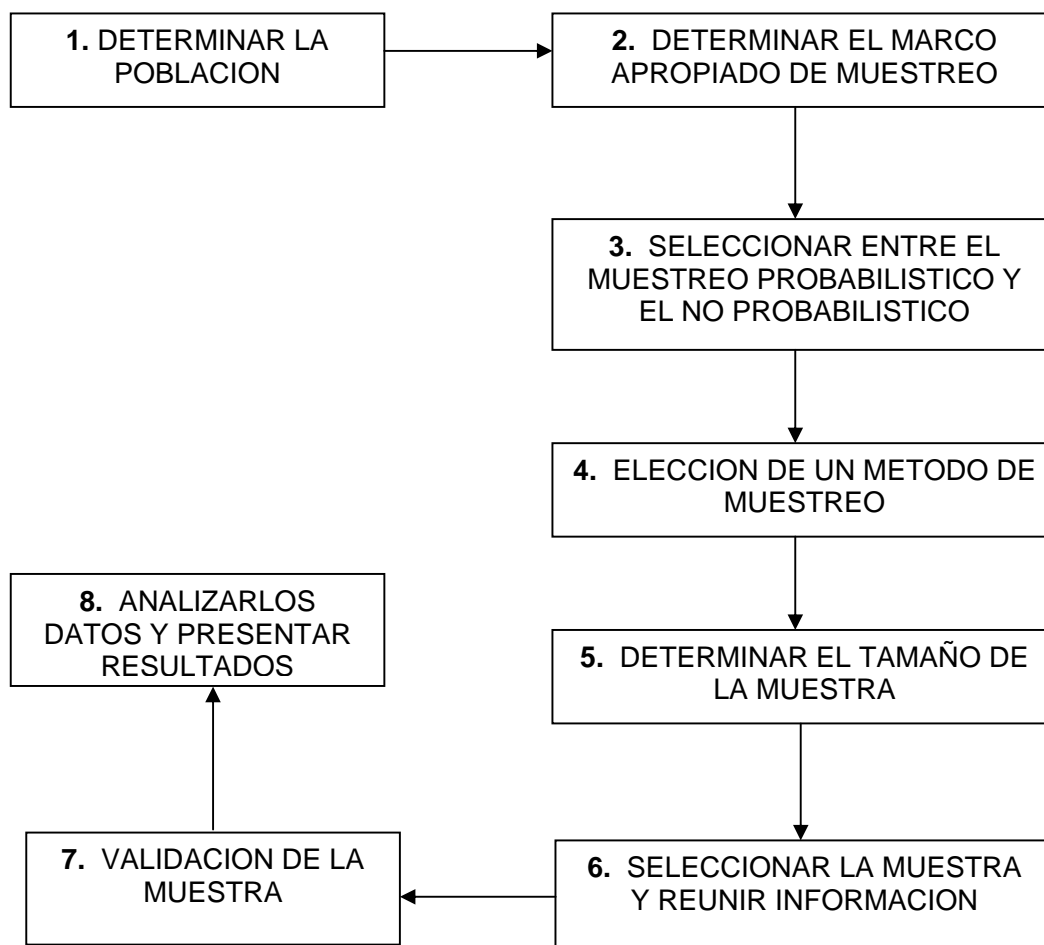 1. DETERMINAR LA
POBLACION
2. DETERMINAR EL MARCO
APROPIADO DE MUESTREO
3. SELECCIONAR ENTRE EL
MUESTREO PROBABILISTICO Y
EL NO PROBABILISTICO
4. ELECCION DE UN METODO DE
MUESTREO
5. DETERMINAR EL TAMAÑO DE
LA MUESTRA
6. SELECCIONAR LA MUESTRA
Y REUNIR INFORMACION
7. VALIDACION DE LA
MUESTRA
8. ANALIZARLOS
DATOS Y PRESENTAR
RESULTADOS